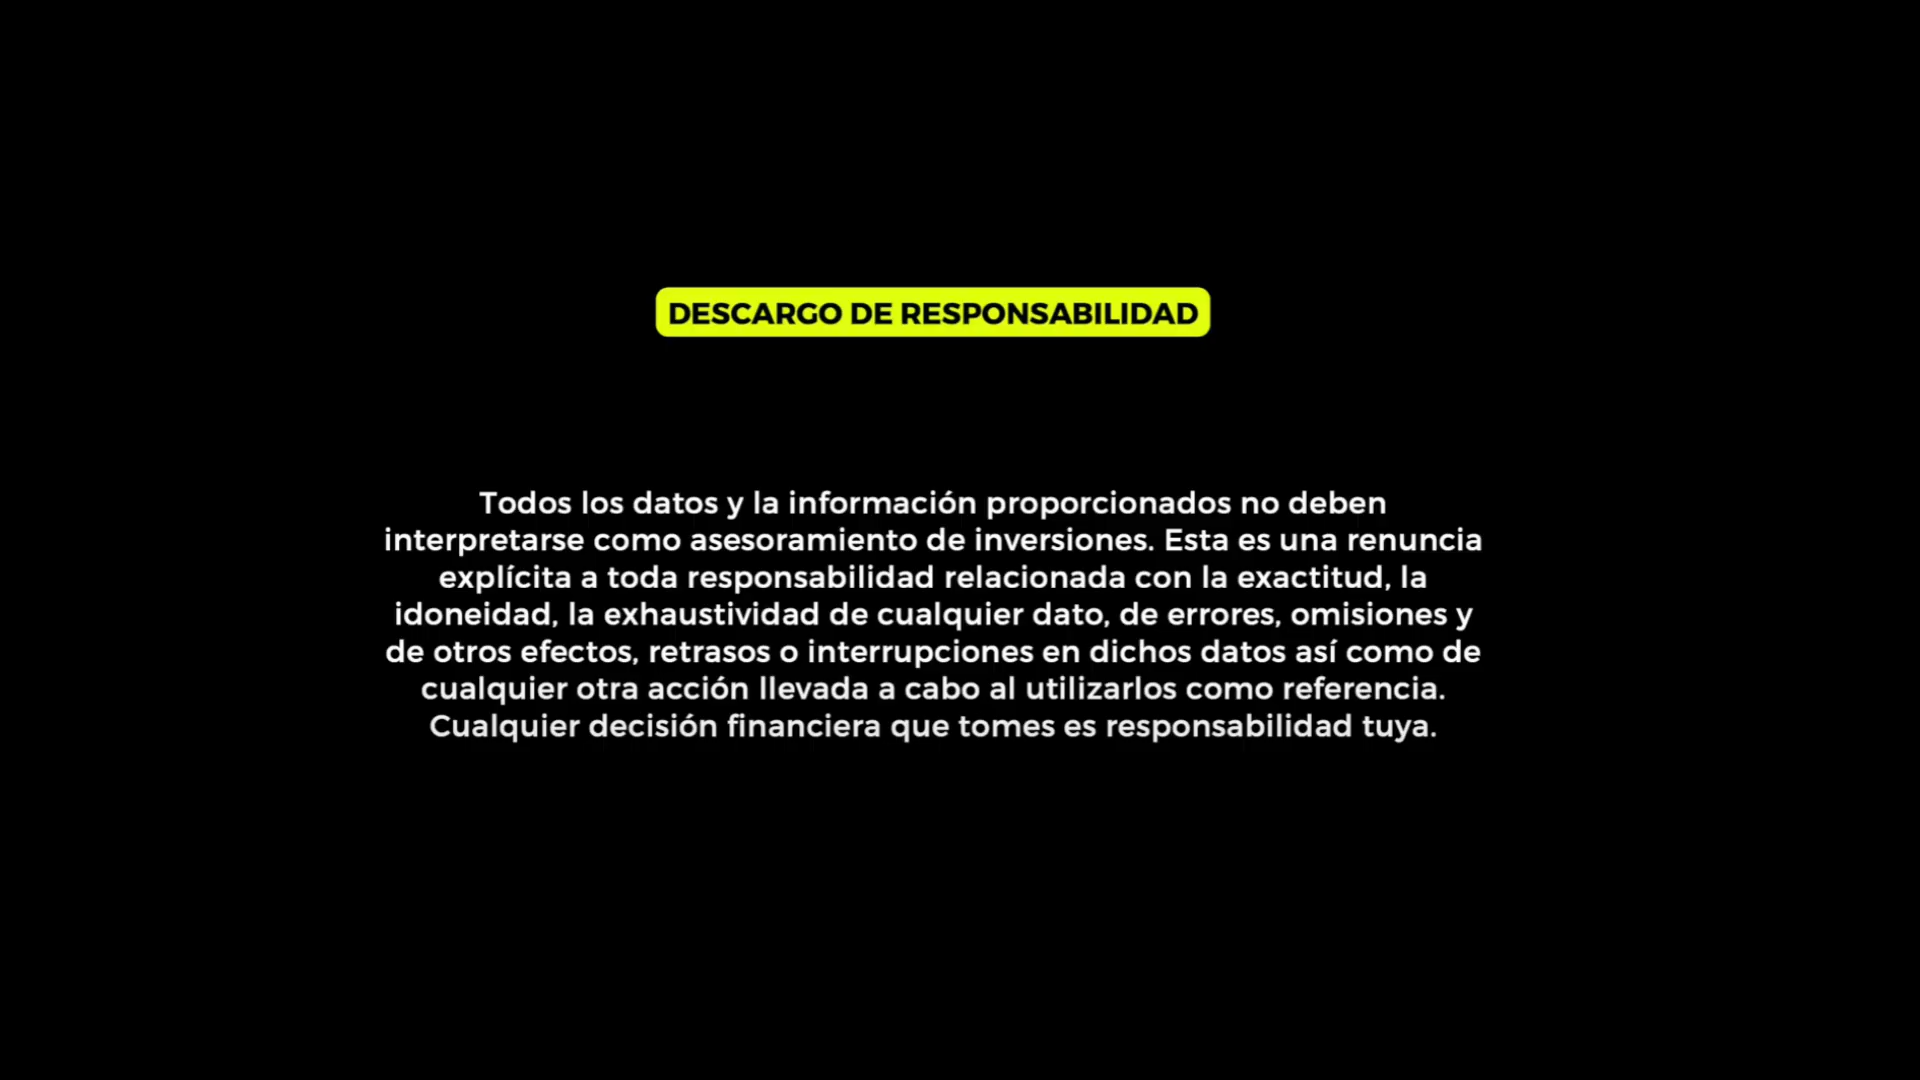 DESCARGO DE RESPONSABILIDAD
Todos los datos y la información proporcionados no deben
interpretarse como asesoramiento de inversiones. Esta es una renuncia
explícita a toda responsabilidad relacionada con la exactitud, la
idoneidad, la exhaustividad de cualquier dato, de errores, omisiones y
de otros efectos, retrasos o interrupciones en dichos datos así como de
cualquier otra acción llevada a cabo al utilizarlos como referencia.
Cualquier decisión financiera que tomes es responsabilidad tuya.